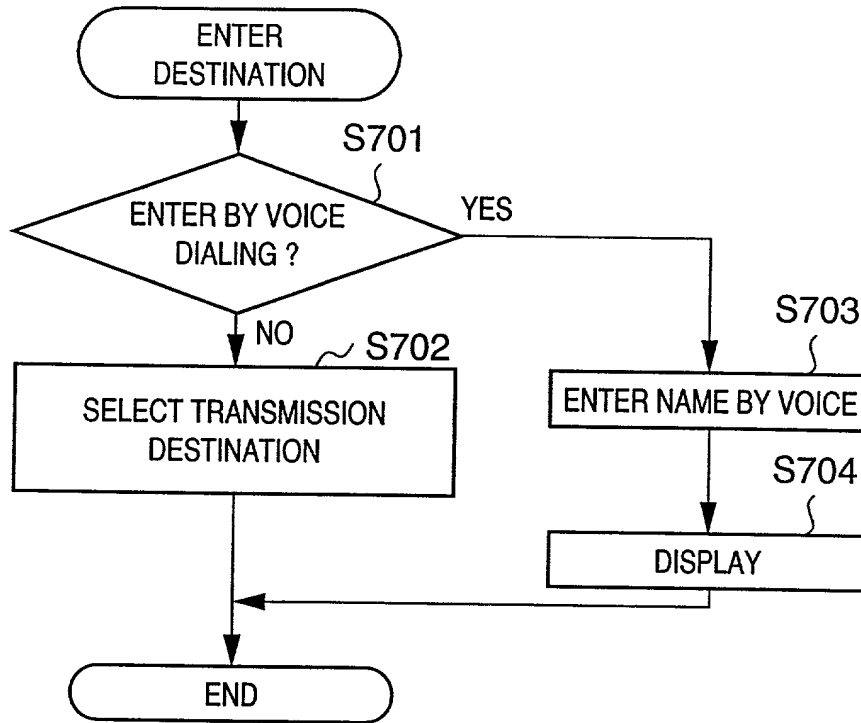 ENTER
DESTINATION
S701
ENTER BY VOICE
DIALING ?
YES
NO
S702
SELECT TRANSMISSION
DESTINATION
S703
ENTER NAME BY VOICE
S704
DISPLAY
END